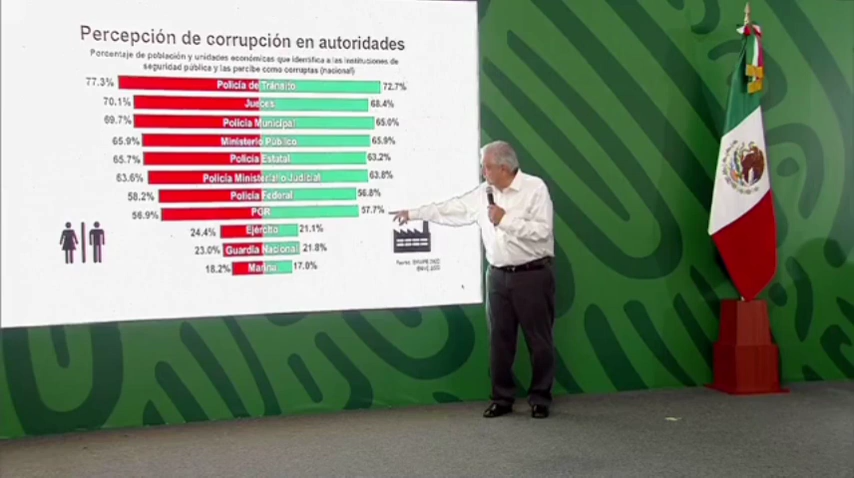 Percepción de corrupción en autoridades
Porcentaje de población y unidades económicas que identifica a las instituciones de
seguridad pública y las percibe como corruptas (nacional)
77.3% Policía de Tránsito 72.7%
70.1% Jueces 68.4%
69.7% Policía Municipal 65.0%
65.9% Ministerio Público 65.9%
65.7% Policía Estatal 63.2%
63.6% Policía Ministerial o Judicial 63.8%
58.2% Policía Federal 56.8%
56.9% PGR 57.7%
24.4% Ejército 21.1%
23.0% Guardia Nacional 21.8%
18.2% Marina 17.0%